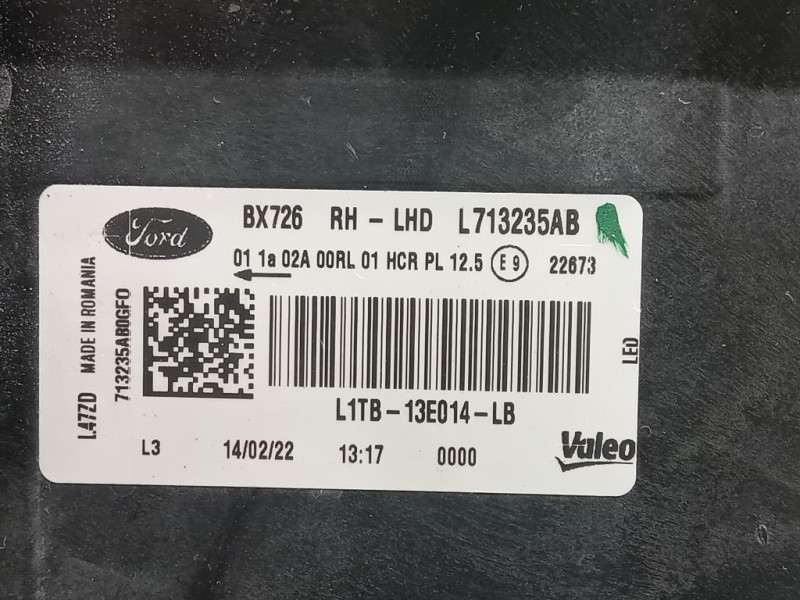 Ford
BX726 RH - LHD L713235AB
01 1a 02A 00RL 01 HCR PL 12.5 E9 22673
L47ZD MADE IN ROMANIA
713235AB0GFO
LED
L1TB-13E014-LB
L3 14/02/22 13:17 0000
Valeo